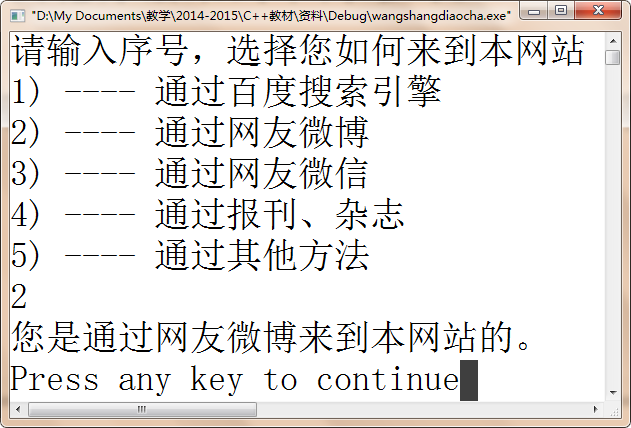 "D:\My Documents\教学\2014-2015\C++教材\资料\Debug\wangshangdiaocha.exe"
请输入序号，选择您如何来到本网站
1) ---- 通过百度搜索引擎
2) ---- 通过网友微博
3) ---- 通过网友微信
4) ---- 通过报刊、杂志
5) ---- 通过其他方法
2
您是通过网友微博来到本网站的。
Press any key to continue